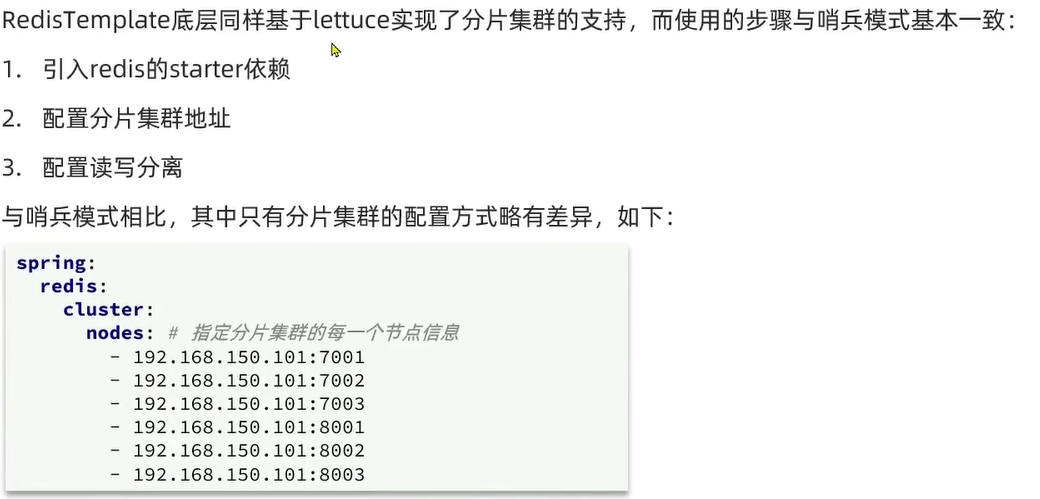 RedisTemplate底层同样基于lettuce实现了分片集群的支持，而使用的步骤与哨兵模式基本一致：
1. 引入redis的starter依赖
2. 配置分片集群地址
3. 配置读写分离
与哨兵模式相比，其中只有分片集群的配置方式略有差异，如下：
spring:
  redis:
    cluster:
      nodes: # 指定分片集群的每一个节点信息
        - 192.168.150.101:7001
        - 192.168.150.101:7002
        - 192.168.150.101:7003
        - 192.168.150.101:8001
        - 192.168.150.101:8002
        - 192.168.150.101:8003